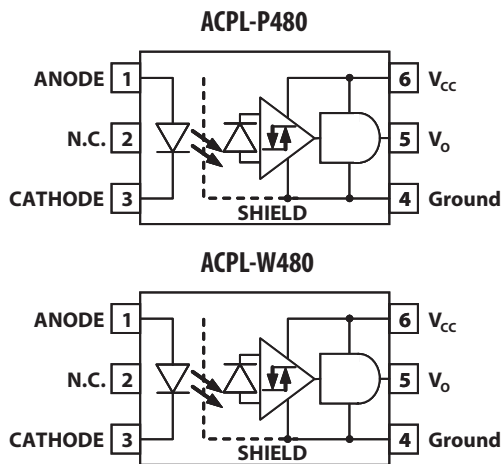 ACPL-P480
ANODE 1
6 VCC
N.C. 2
5 VO
CATHODE 3
4 Ground
SHIELD
ACPL-W480
ANODE 1
6 VCC
N.C. 2
5 VO
CATHODE 3
4 Ground
SHIELD